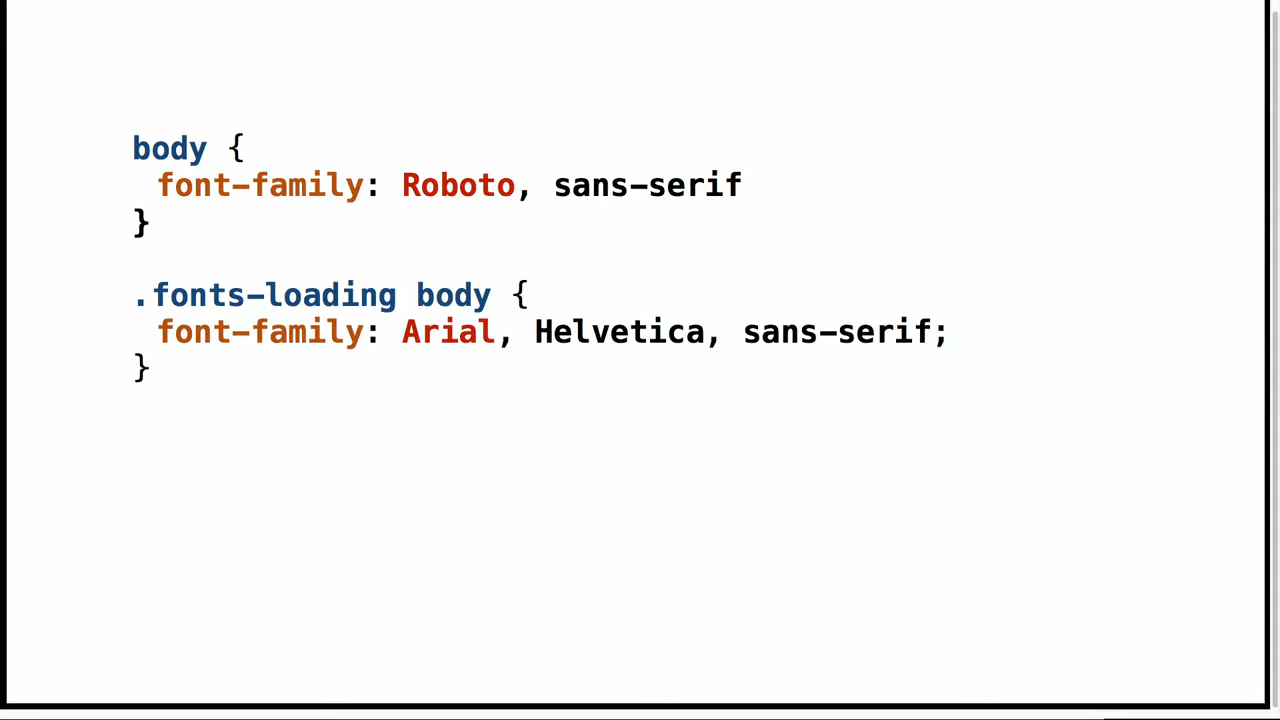 body {
font-family: Roboto, sans-serif
}
.fonts-loading body {
font-family: Arial, Helvetica, sans-serif;
}